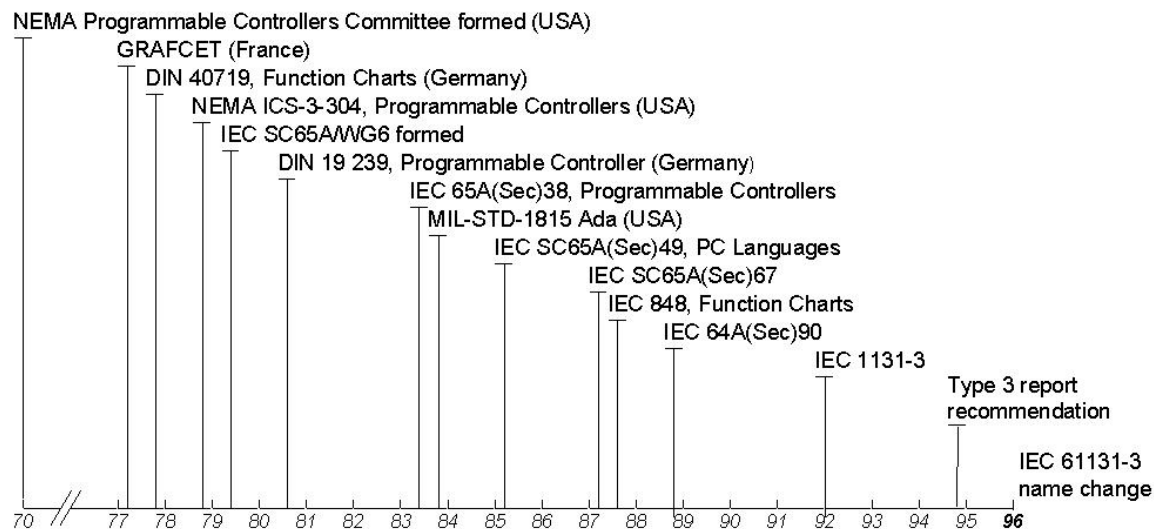 NEMA Programmable Controllers Committee formed (USA)
GRAFCET (France)
DIN 40719, Function Charts (Germany)
NEMA ICS-3-304, Programmable Controllers (USA)
IEC SC65A/WG6 formed
DIN 19 239, Programmable Controller (Germany)
IEC 65A(Sec)38, Programmable Controllers
MIL-STD-1815 Ada (USA)
IEC SC65A(Sec)49, PC Languages
IEC SC65A(Sec)67
IEC 848, Function Charts
IEC 64A(Sec)90
IEC 1131-3
Type 3 report
recommendation
IEC 61131-3
name change
70 // 77 78 79 80 81 82 83 84 85 86 87 88 89 90 91 92 93 94 95 96